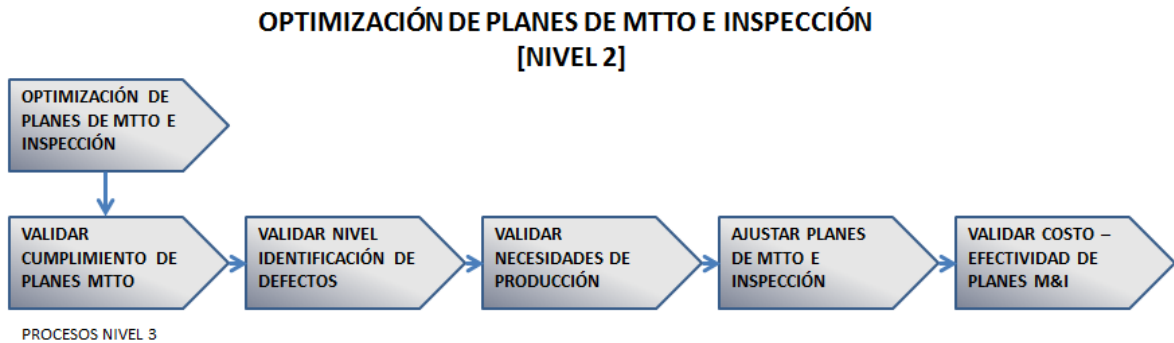 OPTIMIZACIÓN DE PLANES DE MTTO E INSPECCIÓN
[NIVEL 2]
OPTIMIZACIÓN DE
PLANES DE MTTO E
INSPECCIÓN
VALIDAR
CUMPLIMIENTO DE
PLANES MTTO
VALIDAR NIVEL
IDENTIFICACIÓN DE
DEFECTOS
VALIDAR
NECESIDADES DE
PRODUCCIÓN
AJUSTAR PLANES
DE MTTO E
INSPECCIÓN
VALIDAR COSTO –
EFECTIVIDAD DE
PLANES M&I
PROCESOS NIVEL 3